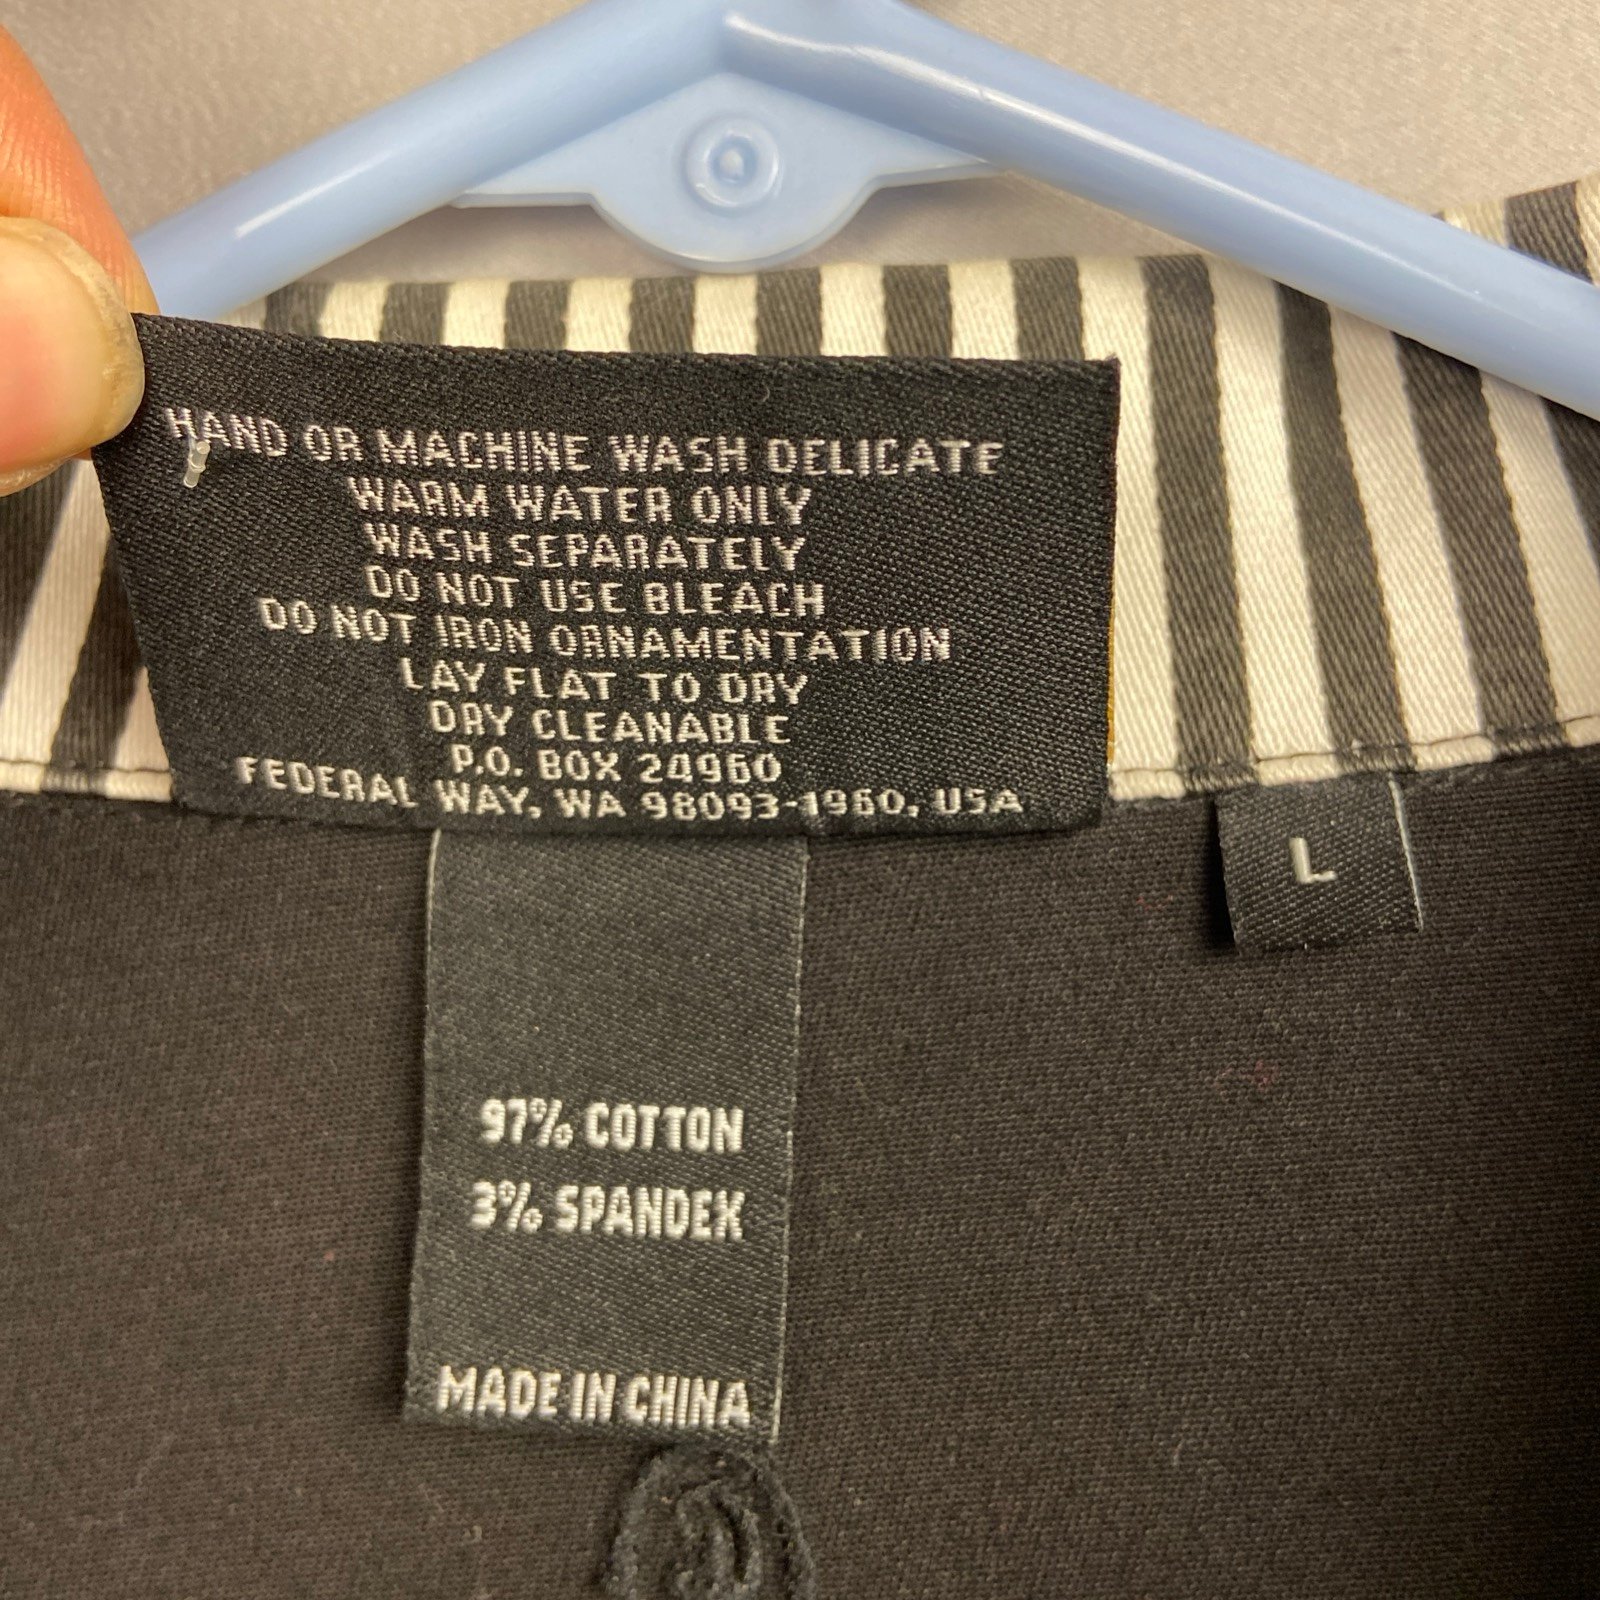 HAND OR MACHINE WASH DELICATE
WARM WATER ONLY
WASH SEPARATELY
DO NOT USE BLEACH
DO NOT IRON ORNAMENTATION
LAY FLAT TO DRY
DRY CLEANABLE
P.O. BOX 24960
FEDERAL WAY, WA 98093-1960, USA
L
97% COTTON
3% SPANDEX
MADE IN CHINA